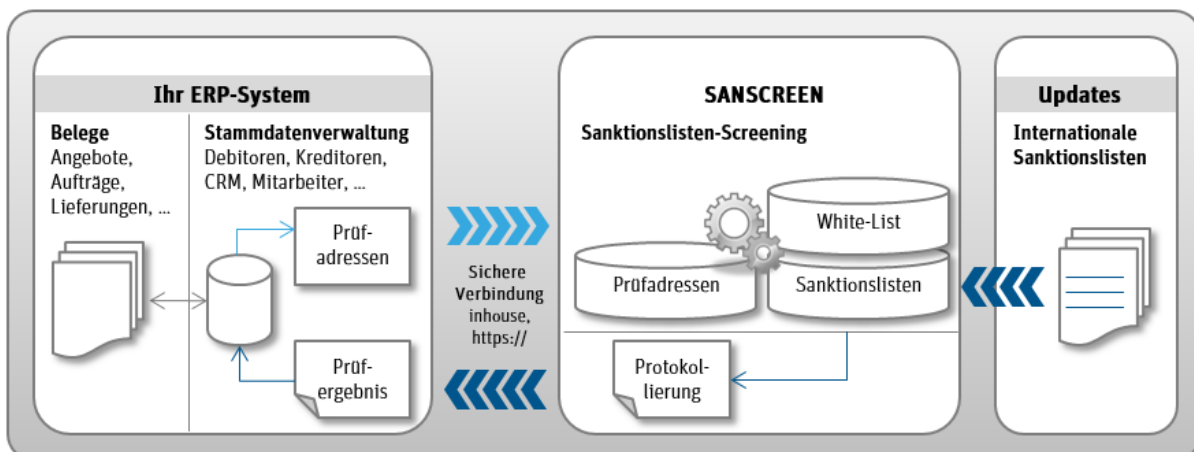 Ihr ERP-System
Belege
Angebote,
Aufträge,
Lieferungen, ...
Stammdatenverwaltung
Debitoren, Kreditoren,
CRM, Mitarbeiter, ...
Prüf-
adressen
Prüf-
ergebnis
Sichere
Verbindung
inhouse,
https://
SANSCREEN
Sanktionslisten-Screening
White-List
Prüfadressen
Sanktionslisten
Protokol-
lierung
Updates
Internationale
Sanktionslisten